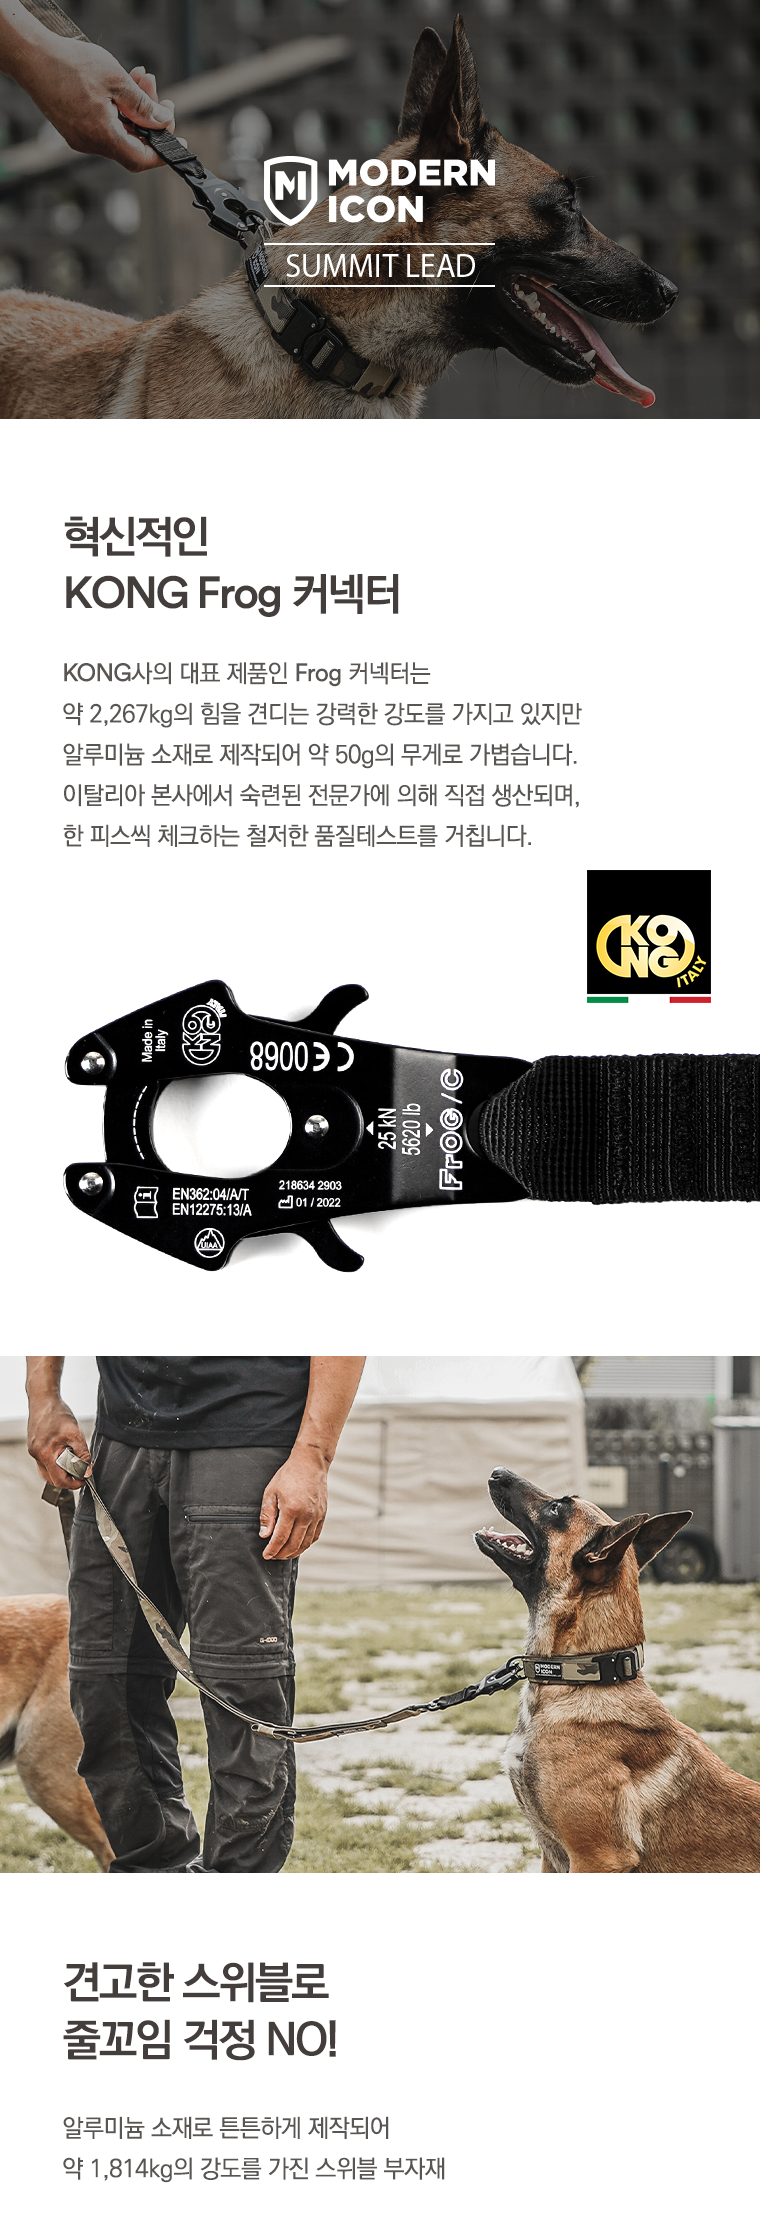 MODERN
ICON
SUMMIT LEAD
혁신적인
KONG Frog 커넥터
KONG사의 대표 제품인 Frog 커넥터는
약 2,267kg의 힘을 견디는 강력한 강도를 가지고 있지만
알루미늄 소재로 제작되어 약 50g의 무게로 가볍습니다.
이탈리아 본사에서 숙련된 전문가에 의해 직접 생산되며,
한 피스씩 체크하는 철저한 품질테스트를 거칩니다.
KONG
ITALY
Made in
Italy
KONG
ITALY
CE0068
25 kN
5620 lb
FROG/C
EN362:04/A/T
EN12275:13/A
218634 2903
01 / 2022
UIAA
G-1000
MODERN
ICON
견고한 스위블로
줄꼬임 걱정 NO!
알루미늄 소재로 튼튼하게 제작되어
약 1,814kg의 강도를 가진 스위블 부자재